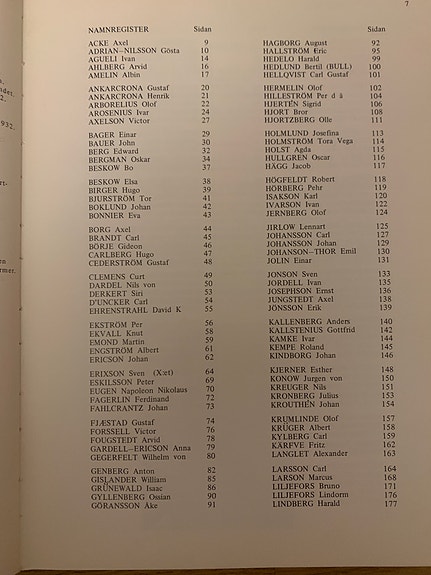 7
NAMNREGISTER Sidan
ACKE Axel 9
ADRIAN-NILSSON Gösta 10
AGUELI Ivan 14
AHLBERG Arvid 16
AMELIN Albin 17
ANKARCRONA Gustaf 20
ANKARCRONA Henrik 21
ARBORELIUS Olof 22
AROSENIUS Ivar 24
AXELSON Victor 27
BAGER Einar 29
BAUER John 30
BERG Edward 32
BERGMAN Oskar 34
BESKOW Bo 37
BESKOW Elsa 38
BIRGER Hugo 39
BJURSTRÖM Tor 41
BOKLUND Johan 42
BONNIER Eva 43
BORG Axel 44
BRANDT Carl 45
BÖRJE Gideon 46
CARLBERG Hugo 47
CEDERSTRÖM Gustaf 48
CLEMENS Curt 49
DARDEL Nils von 50
DERKERT Siri 53
D'UNCKER Carl 54
EHRENSTRAHL David K 55
EKSTRÖM Per 56
EKVALL Knut 58
EMOND Martin 59
ENGSTRÖM Albert 61
ERICSON Johan 62
ERIXSON Sven (X:et) 64
ESKILSSON Peter 69
EUGEN Napoleon Nikolaus 70
FAGERLIN Ferdinand 72
FAHLCRANTZ Johan 73
FJÆSTAD Gustaf 74
FORSSELL Victor 76
FOUGSTEDT Arvid 78
GARDELL-ERICSON Anna 79
GEGERFELT Wilhelm von 80
GENBERG Anton 82
GISLANDER William 85
GRÜNEWALD Isaac 86
GYLLENBERG Ossian 90
GÖRANSSON Åke 91
Sidan
HAGBORG August 92
HALLSTRÖM Eric 95
HEDELO Harald 99
HEDLUND Bertil (BULL) 100
HELLQVIST Carl Gustaf 101
HERMELIN Olof 102
HILLESTRÖM Per d ä 104
HJERTÉN Sigrid 106
HJORT Bror 108
HJORTZBERG Olle 111
HOLMLUND Josefina 113
HOLMSTRÖM Tora Vega 114
HOLST Agda 115
HULLGREN Oscar 116
HÄGG Jacob 117
HÖGFELDT Robert 118
HÖRBERG Pehr 119
ISAKSON Karl 120
IVARSON Ivan 122
JERNBERG Olof 124
JIRLOW Lennart 125
JOHANSSON Carl 127
JOHANSSON Johan 129
JOHANSON-THOR Emil 130
JOLIN Einar 131
JONSON Sven 133
JORDELL Ivan 135
JOSEPHSON Ernst 136
JUNGSTEDT Axel 138
JÖNSSON Erik 139
KALLENBERG Anders 140
KALLSTENIUS Gottfrid 142
KAMKE Ivar 144
KEMPE Roland 145
KINDBORG Johan 146
KJERNER Esther 148
KONOW Jurgen von 150
KREUGER Nils 151
KRONBERG Julius 153
KROUTHÉN Johan 154
KRUMLINDE Olof 157
KRÜGER Albert 158
KYLBERG Carl 159
KÄRFVE Fritz 162
LANGLET Alexander 163
LARSSON Carl 164
LARSON Marcus 168
LILJEFORS Bruno 171
LILJEFORS Lindorm 176
LINDBERG Harald 177